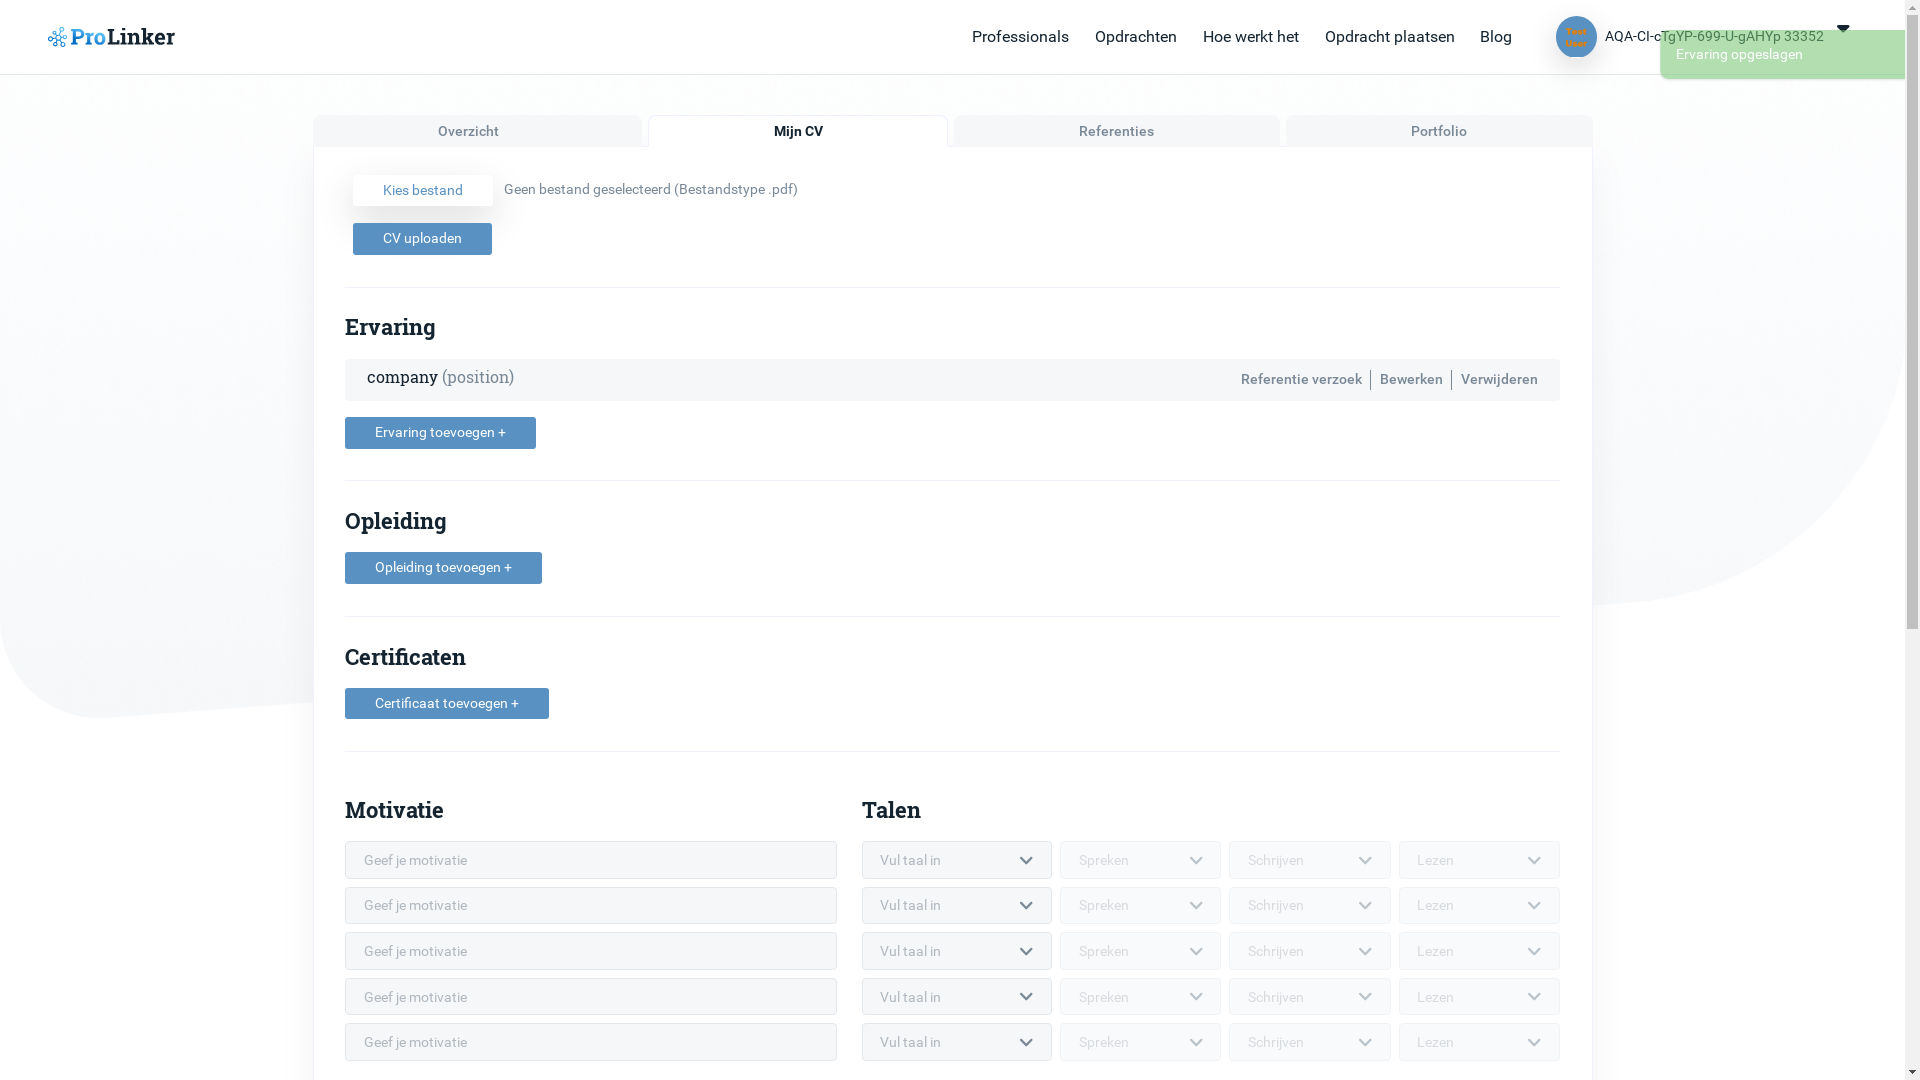 ProLinker
Professionals Opdrachten Hoe werkt het Opdracht plaatsen Blog
Test User
AQA-CI-cTgYP-699-U-gAHYp 33352
Ervaring opgeslagen
Overzicht Mijn CV Referenties Portfolio
Kies bestand Geen bestand geselecteerd (Bestandstype .pdf)
CV uploaden
Ervaring
company (position) Referentie verzoek Bewerken Verwijderen
Ervaring toevoegen +
Opleiding
Opleiding toevoegen +
Certificaten
Certificaat toevoegen +
Motivatie
Geef je motivatie
Geef je motivatie
Geef je motivatie
Geef je motivatie
Geef je motivatie
Talen
Vul taal in Spreken Schrijven Lezen
Vul taal in Spreken Schrijven Lezen
Vul taal in Spreken Schrijven Lezen
Vul taal in Spreken Schrijven Lezen
Vul taal in Spreken Schrijven Lezen